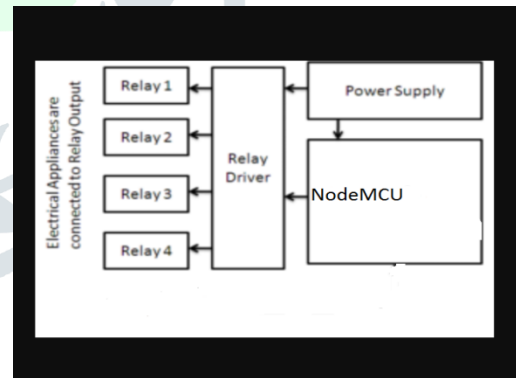 Electrical Appliances are
connected to Relay Output
Relay 1
Relay 2
Relay 3
Relay 4
Relay
Driver
Power Supply
NodeMCU